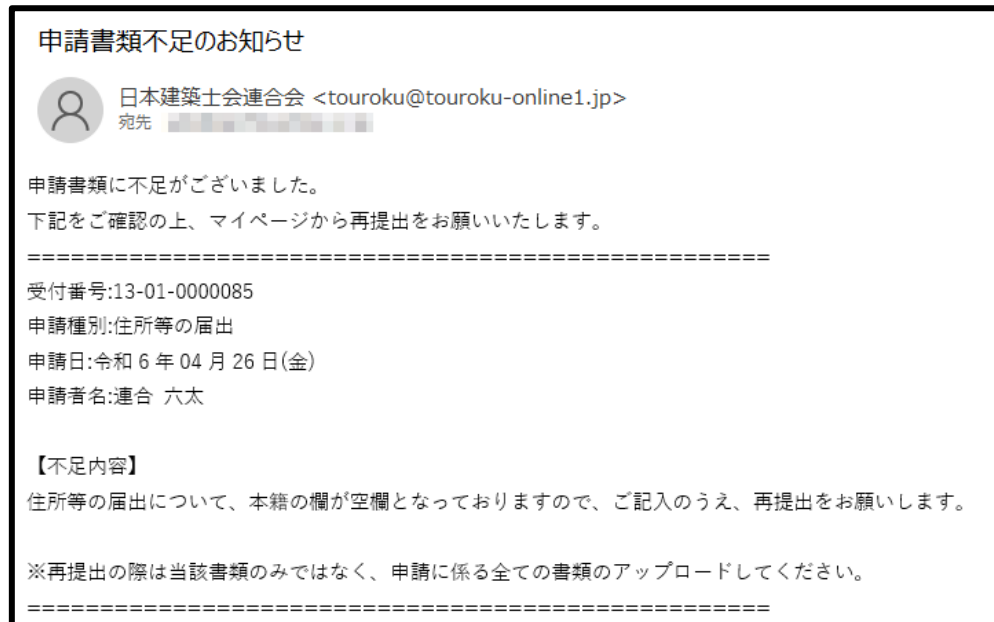 申請書類不足のお知らせ
日本建築士会連合会 <touroku@touroku-online1.jp>
宛先
申請書類に不足がございました。
下記をご確認の上、マイページから再提出をお願いいたします。
===================================================
受付番号:13-01-0000085
申請種別:住所等の届出
申請日:令和 6 年 04 月 26 日(金)
申請者名:連合 六太
【不足内容】
住所等の届出について、本籍の欄が空欄となっておりますので、ご記入のうえ、再提出をお願いします。
※再提出の際は当該書類のみではなく、申請に係る全ての書類のアップロードしてください。
===================================================